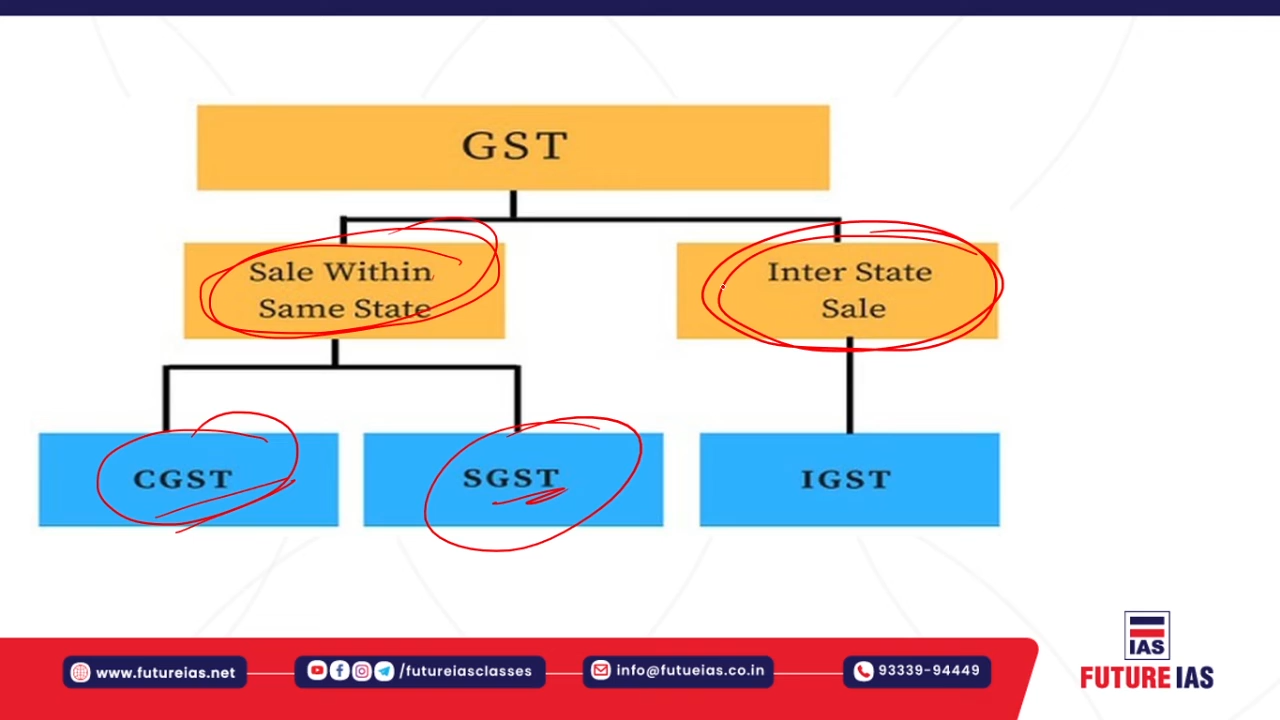 GST
Sale Within
Same State
Inter State
Sale
CGST
SGST
IGST
www.futureias.net
/futureiasclasses
info@futueias.co.in
93339-94449
IAS
FUTURE IAS